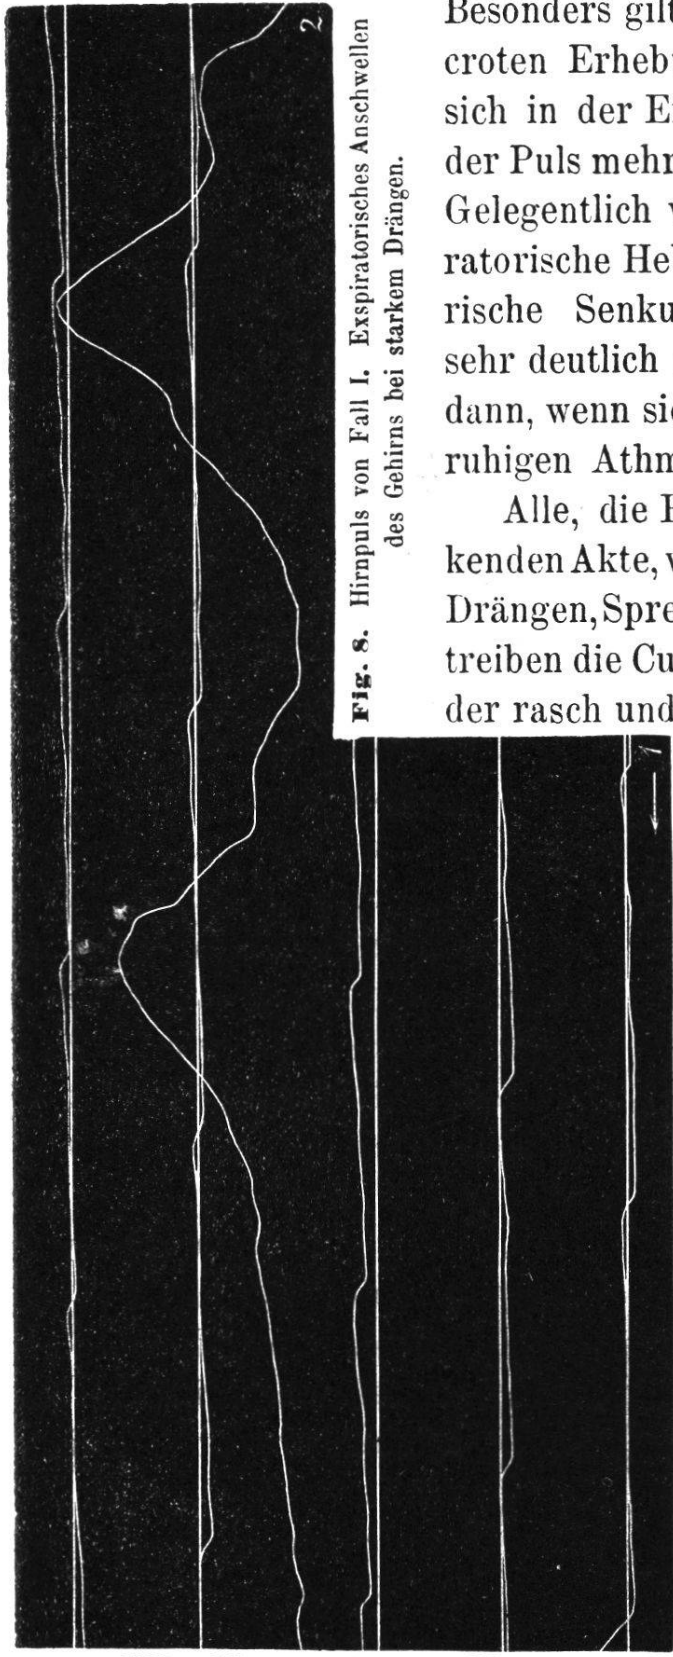 Besonders gilt
croten Erheb
sich in der E
der Puls mehr
Gelegentlich
ratorische He
rische Senku
sehr deutlich
dann, wenn sie
ruhigen Athm
Alle, die
kenden Akte,
Drängen, Spre
treiben die Cu
der rasch und
Fig. 8. Hirnpuls von Fall I. Exspiratorisches Anschwellen
des Gehirns bei starkem Drängen.
2
1